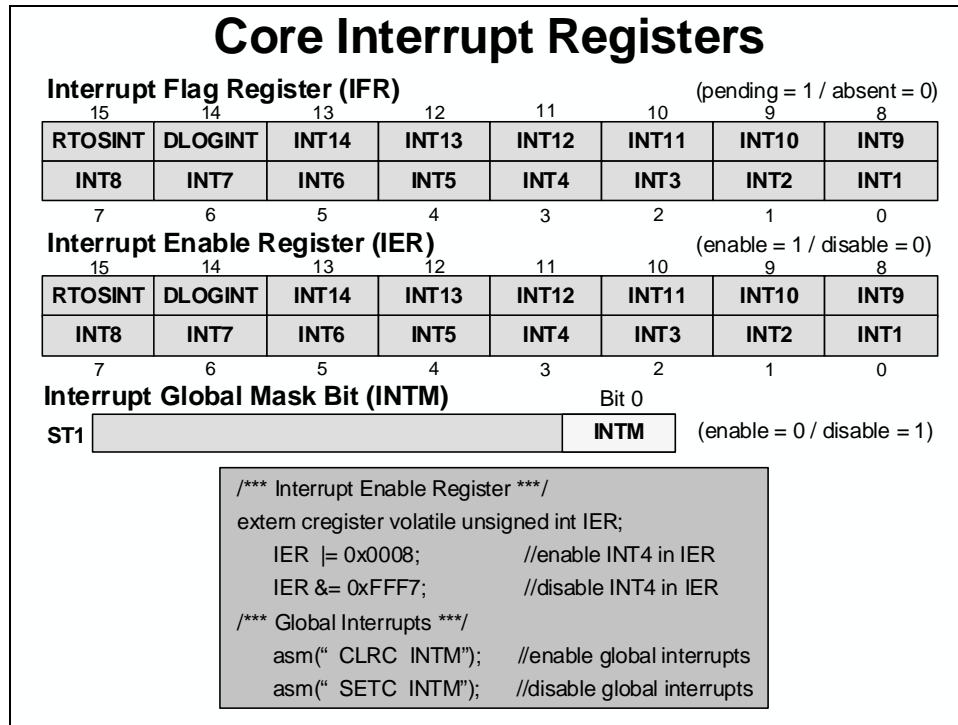 Core Interrupt Registers
Interrupt Flag Register (IFR) (pending = 1 / absent = 0)
15 14 13 12 11 10 9 8
RTOSINT DLOGINT INT14 INT13 INT12 INT11 INT10 INT9
INT8 INT7 INT6 INT5 INT4 INT3 INT2 INT1
7 6 5 4 3 2 1 0
Interrupt Enable Register (IER) (enable = 1 / disable = 0)
15 14 13 12 11 10 9 8
RTOSINT DLOGINT INT14 INT13 INT12 INT11 INT10 INT9
INT8 INT7 INT6 INT5 INT4 INT3 INT2 INT1
7 6 5 4 3 2 1 0
Interrupt Global Mask Bit (INTM) Bit 0
ST1 INTM (enable = 0 / disable = 1)
/*** Interrupt Enable Register ***/
extern cregister volatile unsigned int IER;
IER |= 0x0008; //enable INT4 in IER
IER &= 0xFFF7; //disable INT4 in IER
/*** Global Interrupts ***/
asm(“ CLRC INTM”); //enable global interrupts
asm(“ SETC INTM”); //disable global interrupts